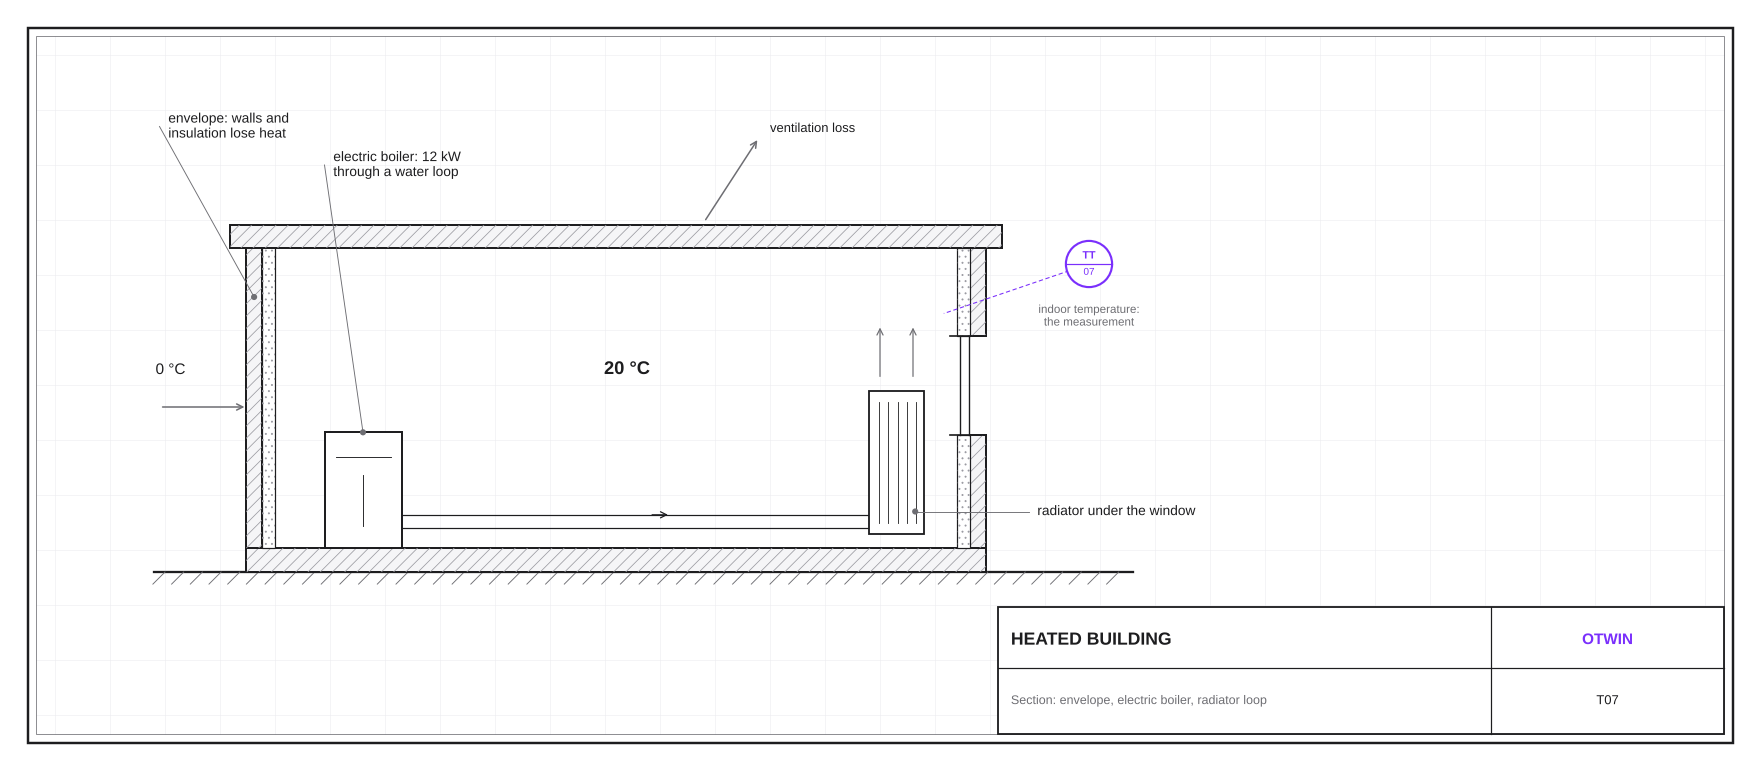 envelope: walls and
insulation lose heat
electric boiler: 12 kW
through a water loop
ventilation loss
TT
07
indoor temperature:
the measurement
0 °C
20 °C
radiator under the window
HEATED BUILDING
OTWIN
Section: envelope, electric boiler, radiator loop
T07